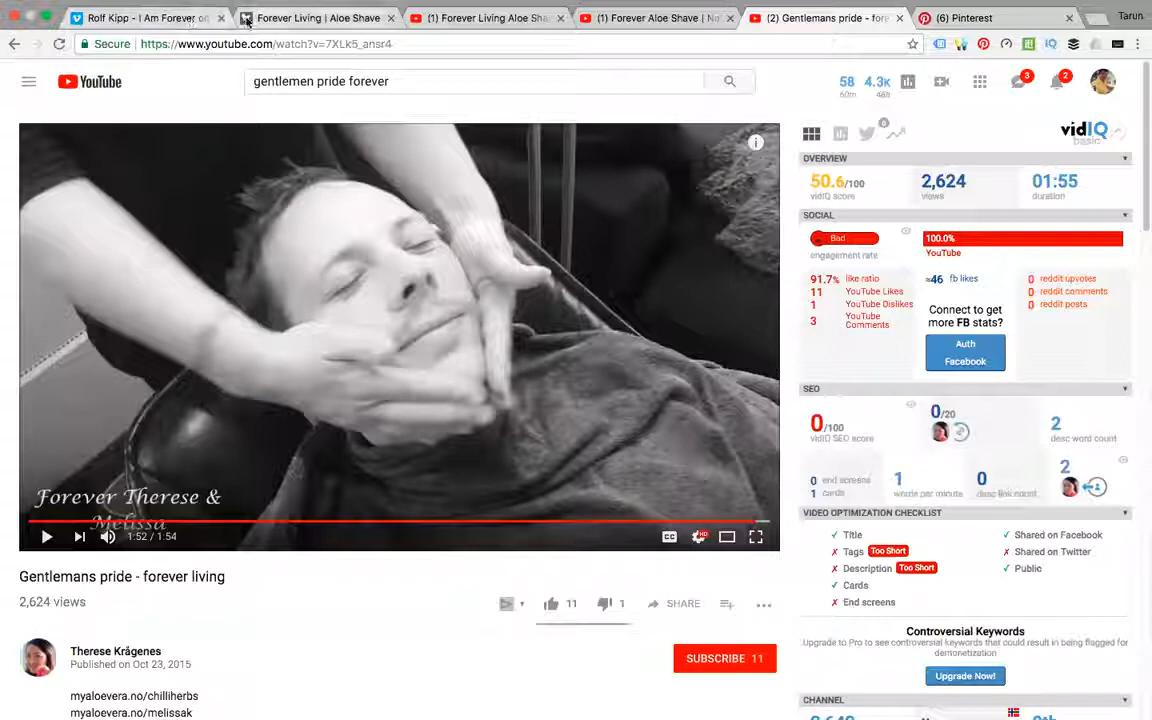 Rolf Kipp - I Am Forever, on
Forever Living | Aloe Shave
(1) Forever Living Aloe Sha
(1) Forever Aloe Shave | No
(2) Gentlemans pride - fore
(6) Pinterest
Tarun
Secure
https://www.youtube.com/watch?v=7XLk5_ansr4
YouTube
gentlemen pride forever
58
60m
4.3K
48h
3
2
0
vidIQ
basic
OVERVIEW
50.6/100
vidIQ score
2,624
views
01:55
duration
SOCIAL
Bad
engagement rate
100.0%
YouTube
91.7% like ratio
11 YouTube Likes
1 YouTube Dislikes
3 YouTube Comments
≈46 fb likes
Connect to get
more FB stats?
Auth
Facebook
0 reddit upvotes
0 reddit comments
0 reddit posts
SEO
0/100
vidIQ SEO score
0/20
2
desc word count
0 end screens
1 cards
1
words per minute
0
desc link count
2
VIDEO OPTIMIZATION CHECKLIST
Title
Tags Too Short
Description Too Short
Cards
End screens
Shared on Facebook
Shared on Twitter
Public
Controversial Keywords
Upgrade to Pro to see controversial keywords that could result in being flagged for
demonetization
Upgrade Now!
CHANNEL
Forever Therese &
Melissa
1:52 / 1:54
CC
HD
Gentlemans pride - forever living
2,624 views
11
1
SHARE
Therese Krågenes
Published on Oct 23, 2015
SUBSCRIBE 11
myaloevera.no/chilliherbs
myaloevera.no/melissak